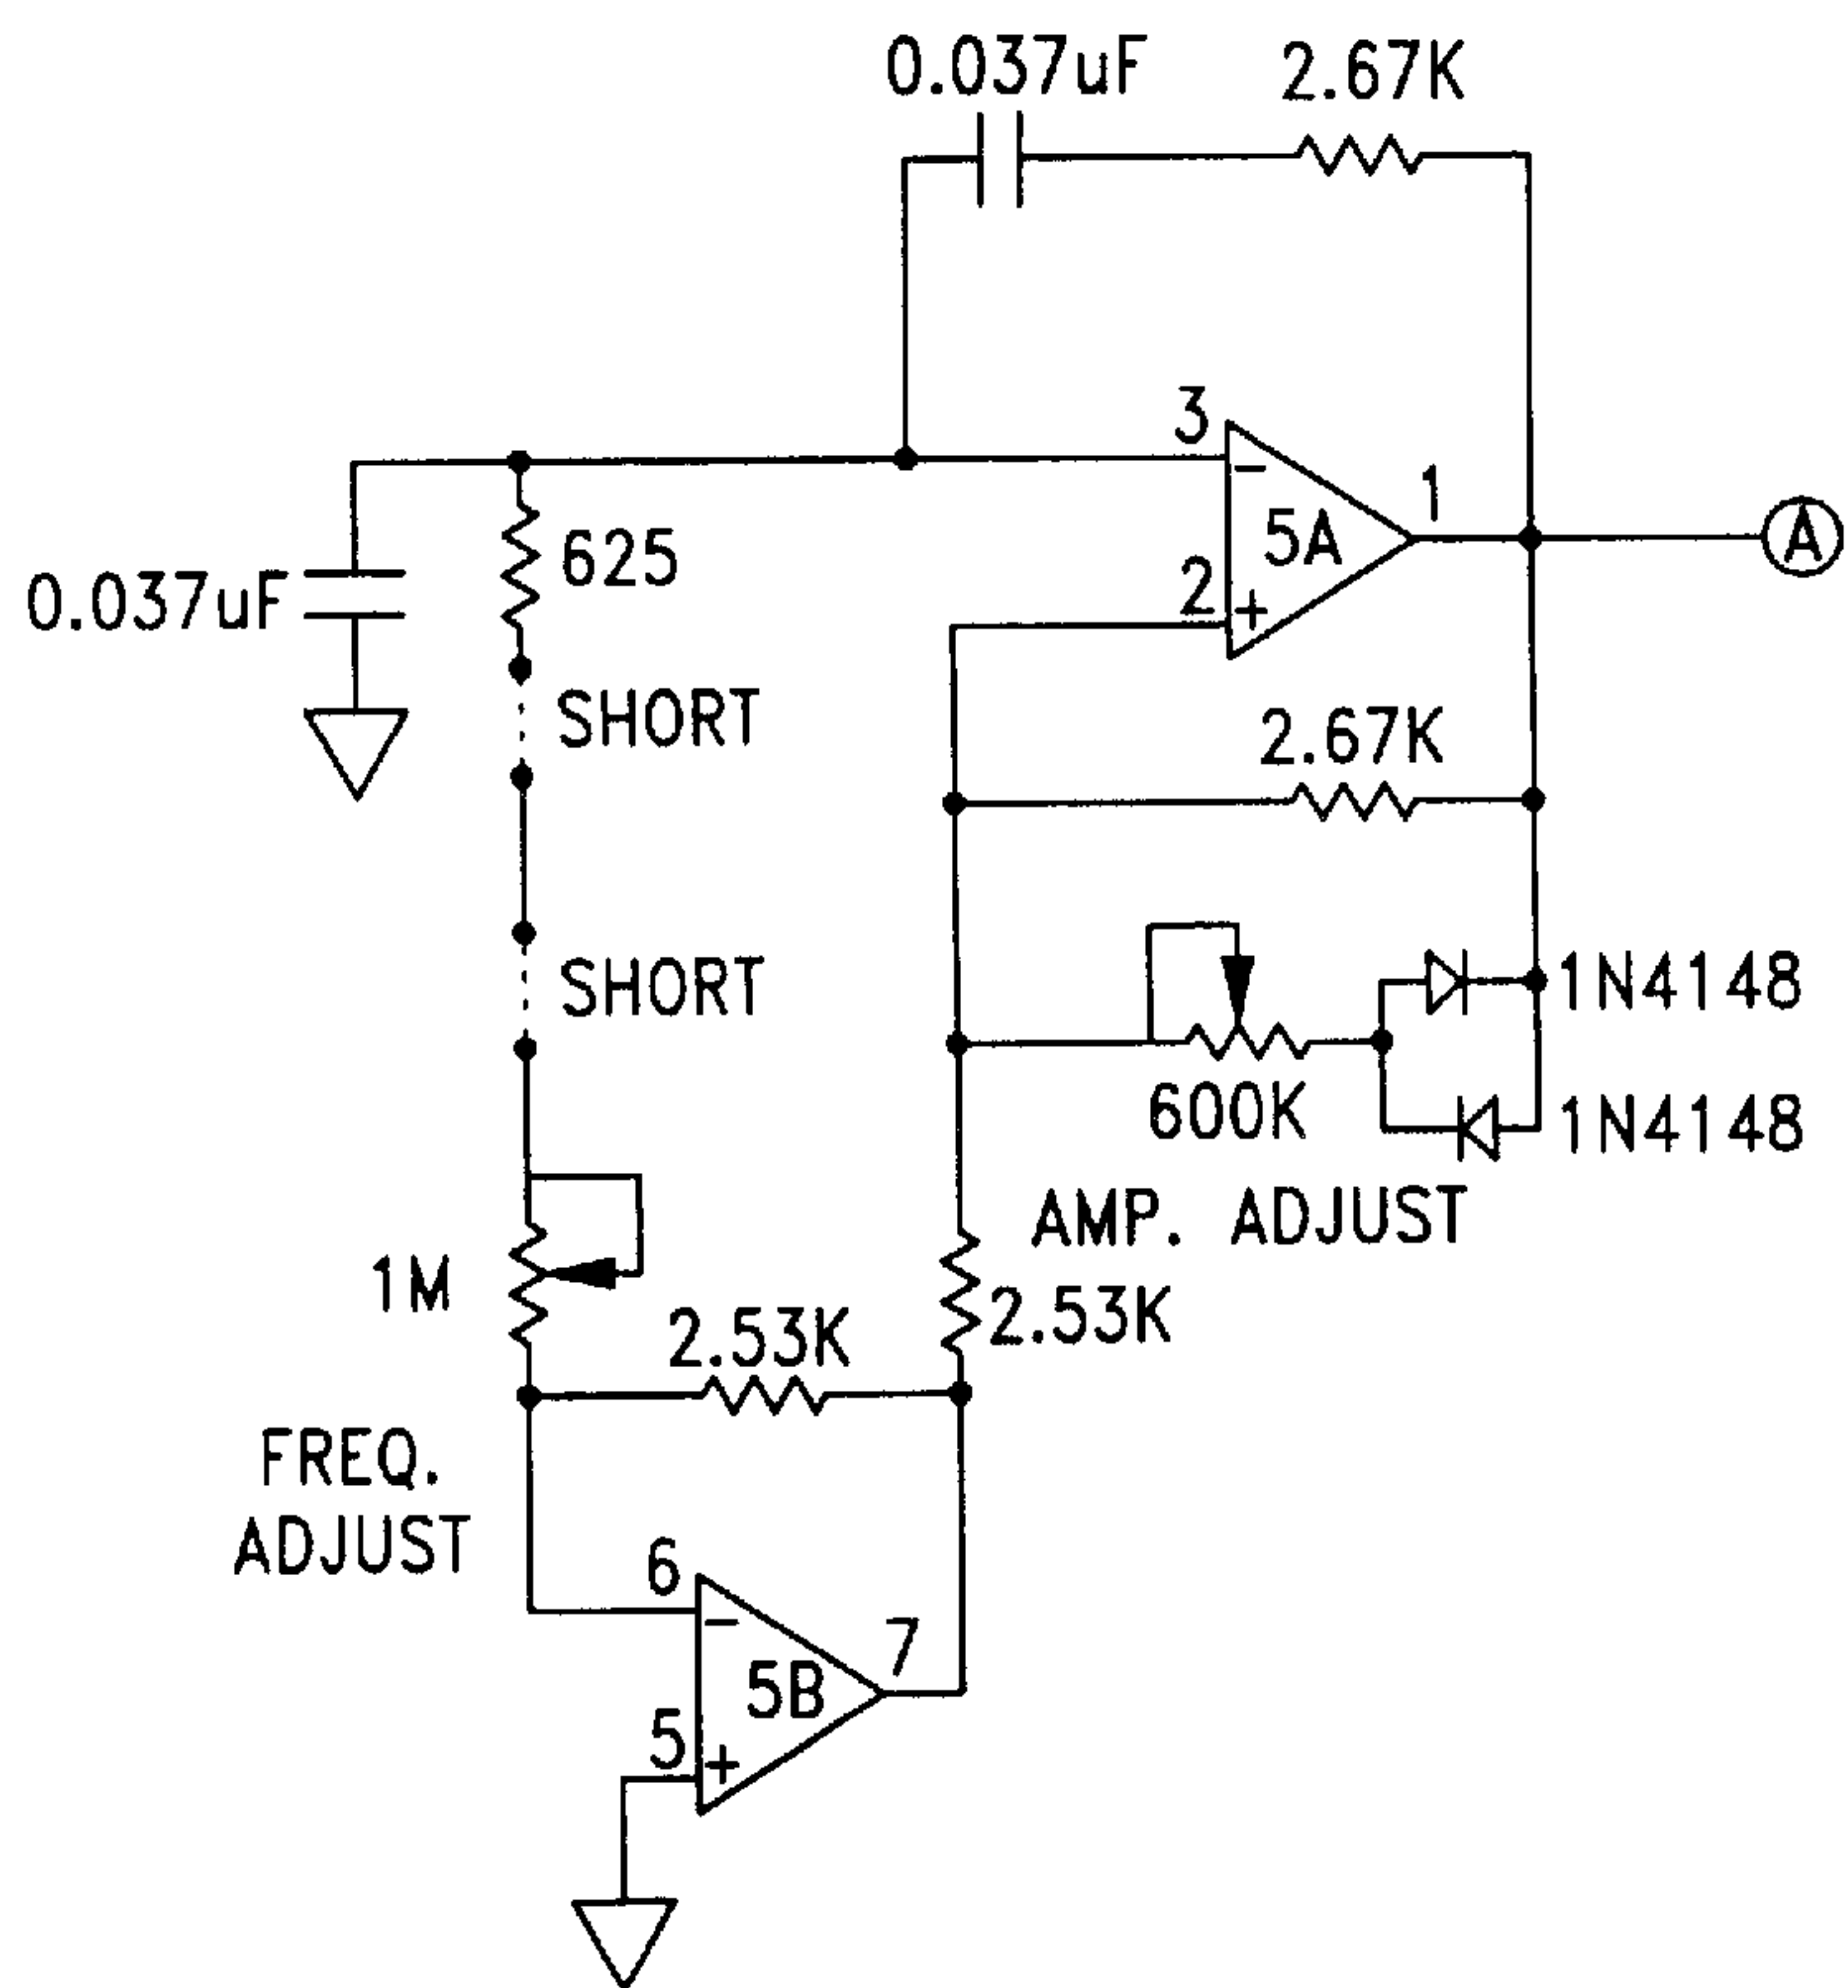 0.037uF
2.67K
3
5A
1
A
2
-
+
625
0.037uF
SHORT
2.67K
SHORT
1N4148
600K
1N4148
AMP. ADJUST
1M
2.53K
2.53K
FREQ.
ADJUST
6
-
7
5B
5
+